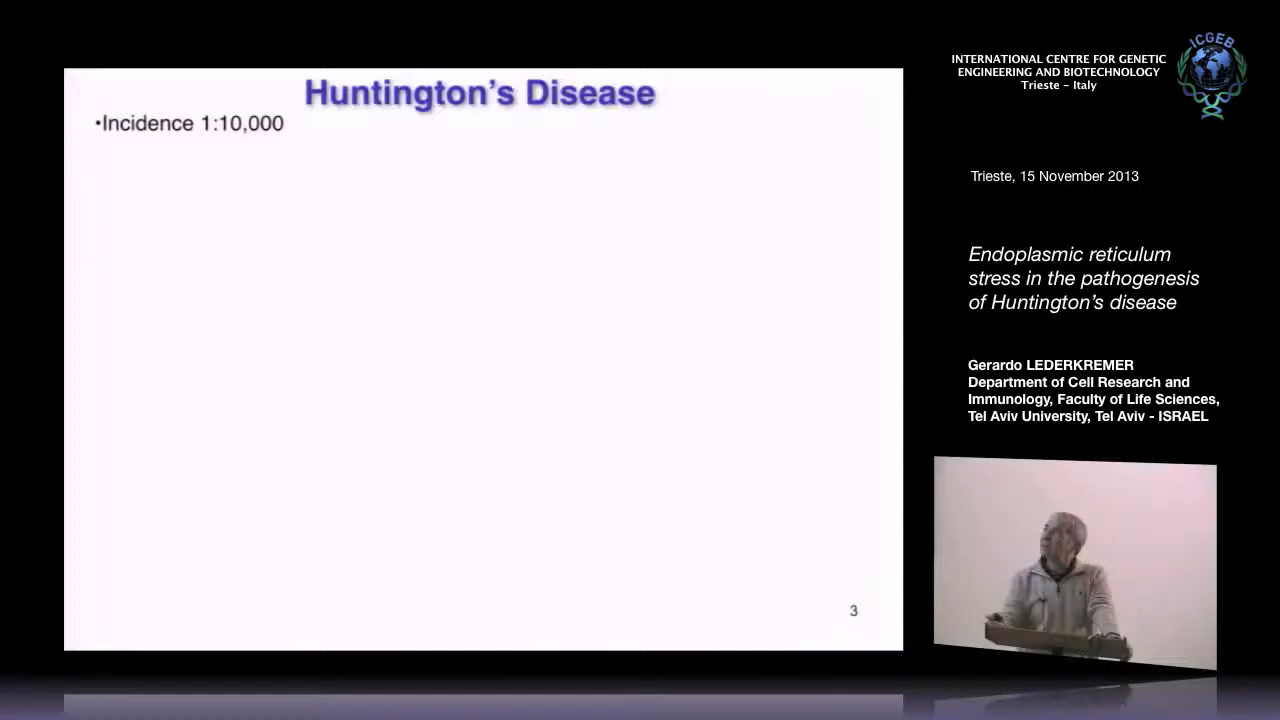 Huntington's Disease
•Incidence 1:10,000
3
ICGEB
INTERNATIONAL CENTRE FOR GENETIC
ENGINEERING AND BIOTECHNOLOGY
Trieste - Italy
Trieste, 15 November 2013
Endoplasmic reticulum
stress in the pathogenesis
of Huntington's disease
Gerardo LEDERKREMER
Department of Cell Research and
Immunology, Faculty of Life Sciences,
Tel Aviv University, Tel Aviv - ISRAEL